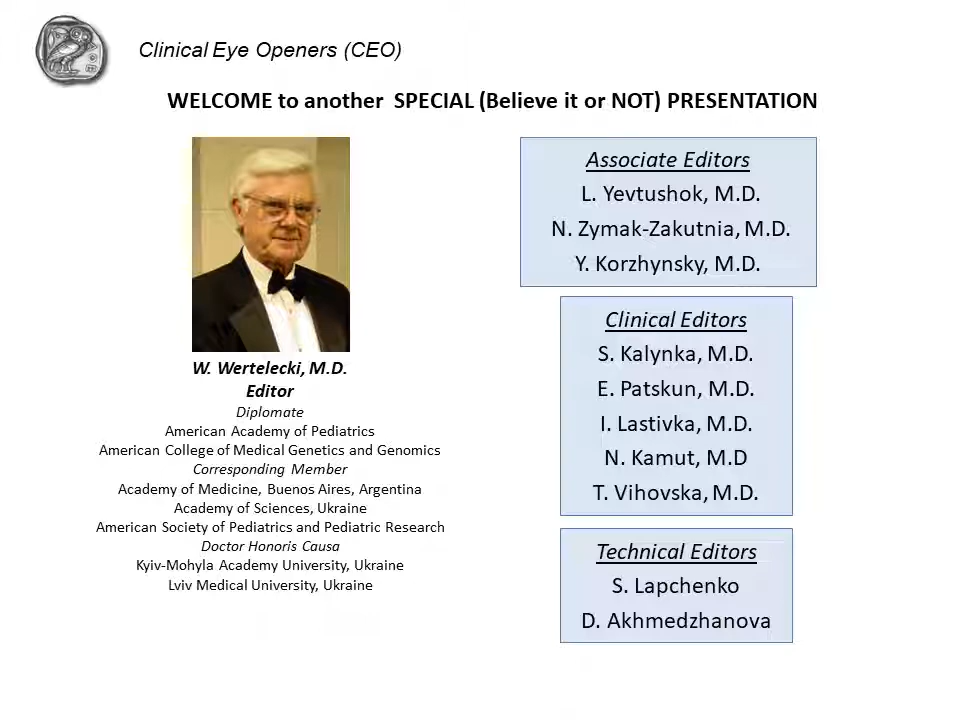 Clinical Eye Openers (CEO)
WELCOME to another SPECIAL (Believe it or NOT) PRESENTATION
W. Wertelecki, M.D.
Editor
Diplomate
American Academy of Pediatrics
American College of Medical Genetics and Genomics
Corresponding Member
Academy of Medicine, Buenos Aires, Argentina
Academy of Sciences, Ukraine
American Society of Pediatrics and Pediatric Research
Doctor Honoris Causa
Kyiv-Mohyla Academy University, Ukraine
Lviv Medical University, Ukraine
Associate Editors
L. Yevtushok, M.D.
N. Zymak-Zakutnia, M.D.
Y. Korzhynsky, M.D.
Clinical Editors
S. Kalynka, M.D.
E. Patskun, M.D.
I. Lastivka, M.D.
N. Kamut, M.D
T. Vihovska, M.D.
Technical Editors
S. Lapchenko
D. Akhmedzhanova